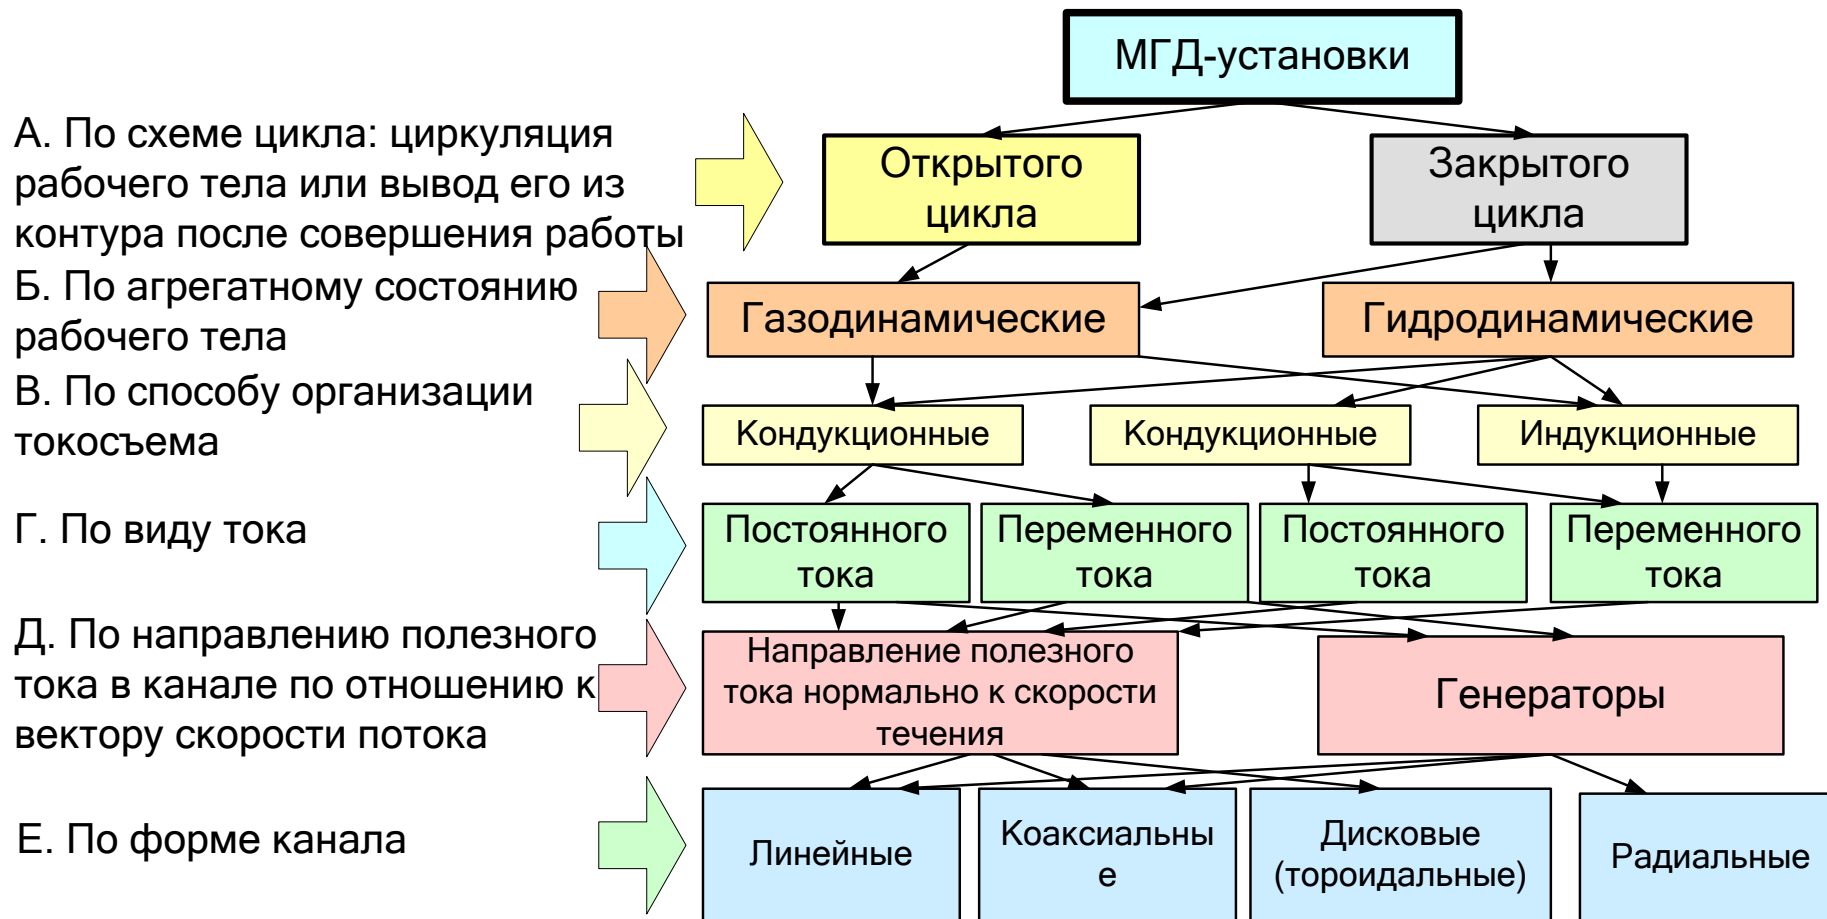 МГД-установки
А. По схеме цикла: циркуляция
рабочего тела или вывод его из
контура после совершения работы
Открытого
цикла
Закрытого
цикла
Б. По агрегатному состоянию
рабочего тела
Газодинамические
Гидродинамические
В. По способу организации
токосъема
Кондукционные
Кондукционные
Индукционные
Г. По виду тока
Постоянного
тока
Переменного
тока
Постоянного
тока
Переменного
тока
Д. По направлению полезного
тока в канале по отношению к
вектору скорости потока
Направление полезного
тока нормально к скорости
течения
Генераторы
Е. По форме канала
Линейные
Коаксиальны
е
Дисковые
(тороидальные)
Радиальные